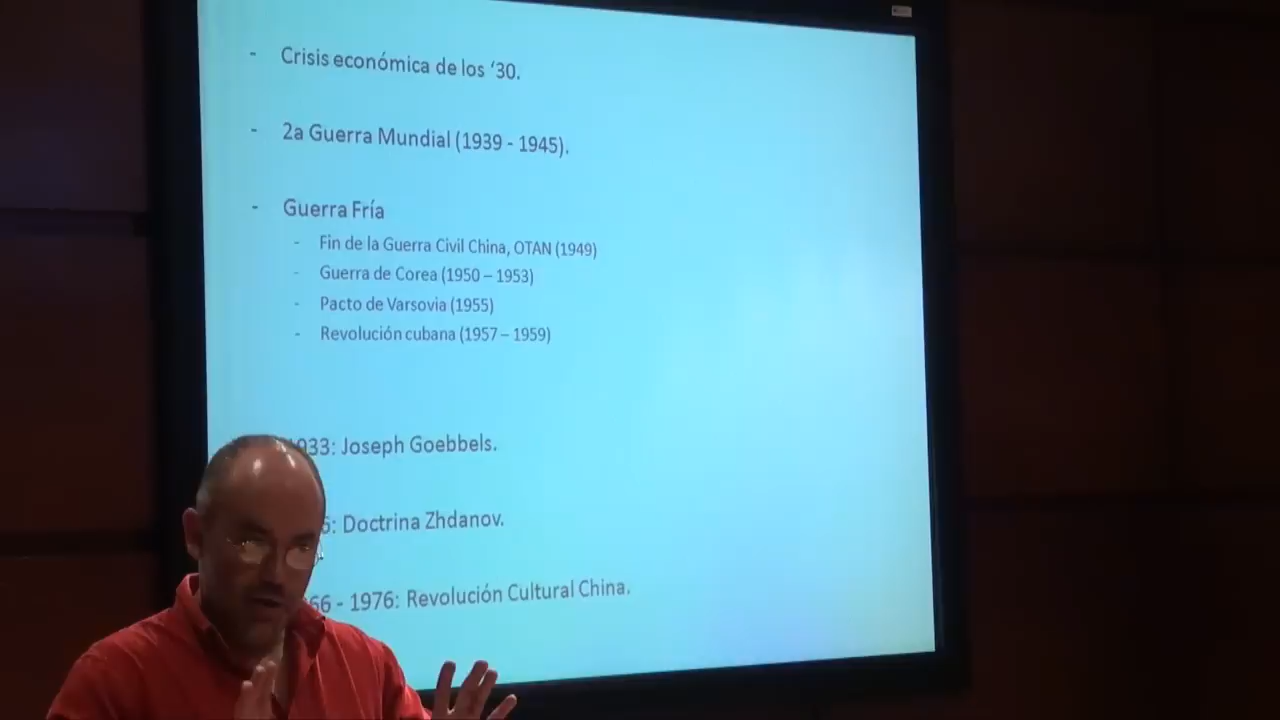 - Crisis económica de los ‘30.
- 2a Guerra Mundial (1939 - 1945).
- Guerra Fría
- Fin de la Guerra Civil China, OTAN (1949)
- Guerra de Corea (1950 – 1953)
- Pacto de Varsovia (1955)
- Revolución cubana (1957 – 1959)
33: Joseph Goebbels.
: Doctrina Zhdanov.
66 - 1976: Revolución Cultural China.